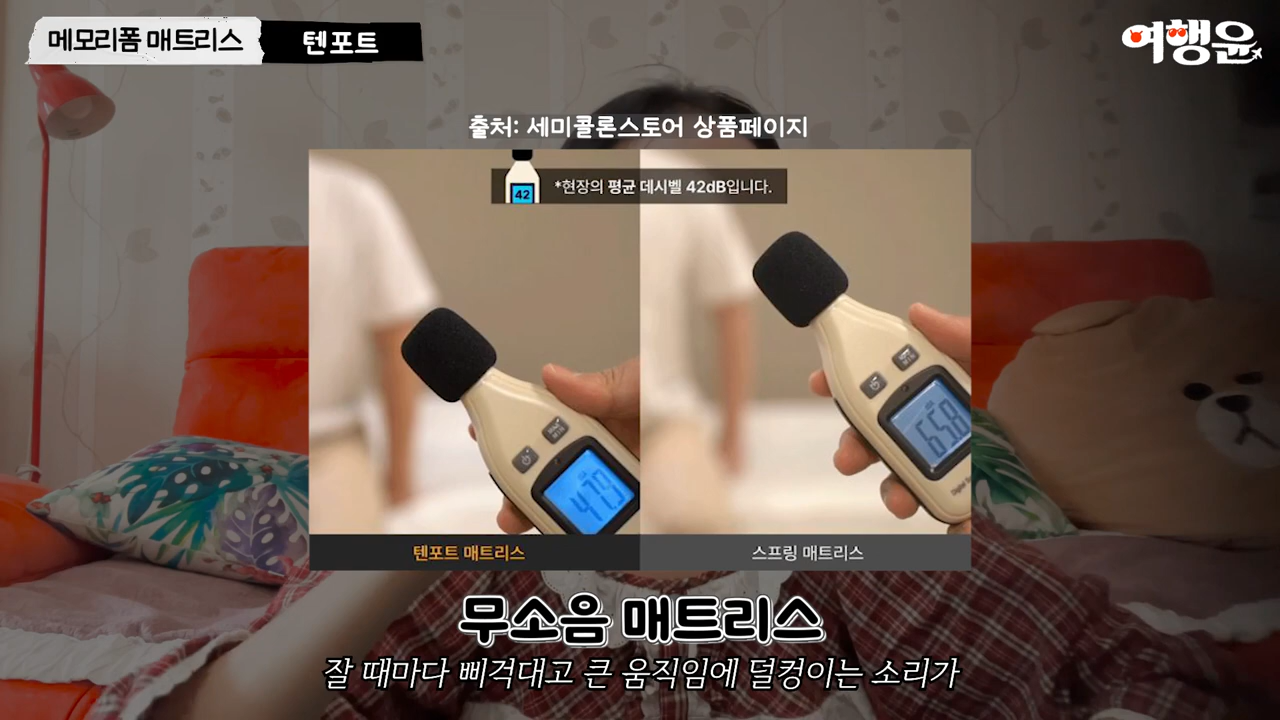 메모리폼 매트리스
텐포트
여행윤
출처: 세미콜론스토어 상품페이지
42
*현장의 평균 데시벨 42dB입니다.
47.9
65.8
텐포트 매트리스
스프링 매트리스
무소음 매트리스
잘 때마다 삐걱대고 큰 움직임에 덜컹이는 소리가